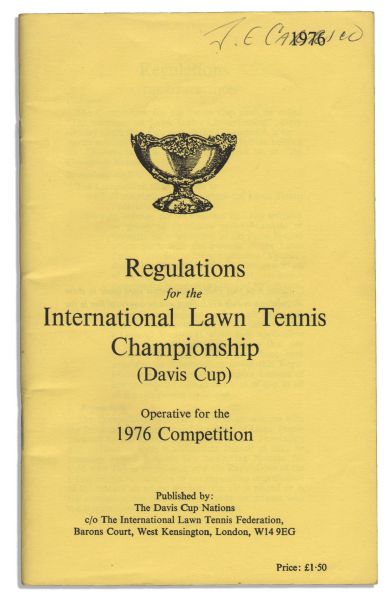 1976
Regulations
for the
International Lawn Tennis
Championship
(Davis Cup)
Operative for the
1976 Competition
Published by:
The Davis Cup Nations
c/o The International Lawn Tennis Federation,
Barons Court, West Kensington, London, W14 9EG
Price: £1·50